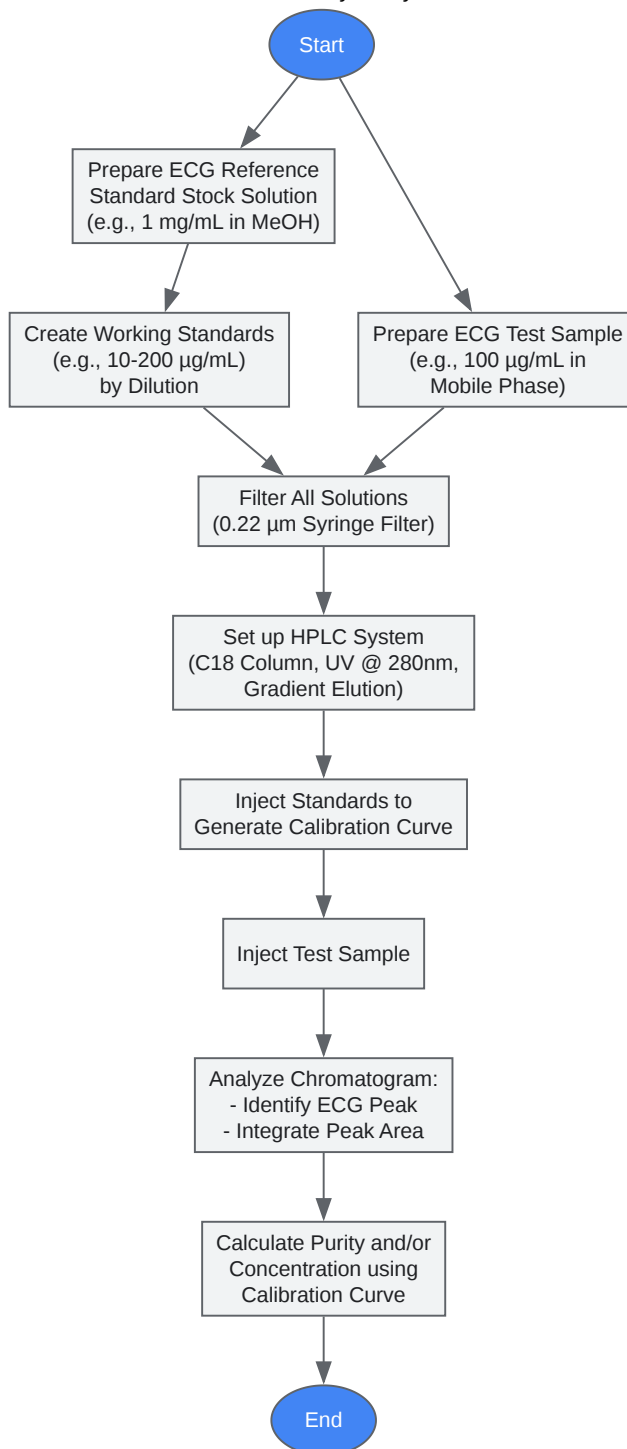 Start
Prepare ECG Reference
Standard Stock Solution
(e.g., 1 mg/mL in MeOH)
Create Working Standards
(e.g., 10-200 µg/mL)
by Dilution
Prepare ECG Test Sample
(e.g., 100 µg/mL in
Mobile Phase)
Filter All Solutions
(0.22 µm Syringe Filter)
Set up HPLC System
(C18 Column, UV @ 280nm,
Gradient Elution)
Inject Standards to
Generate Calibration Curve
Inject Test Sample
Analyze Chromatogram:
- Identify ECG Peak
- Integrate Peak Area
Calculate Purity and/or
Concentration using
Calibration Curve
End